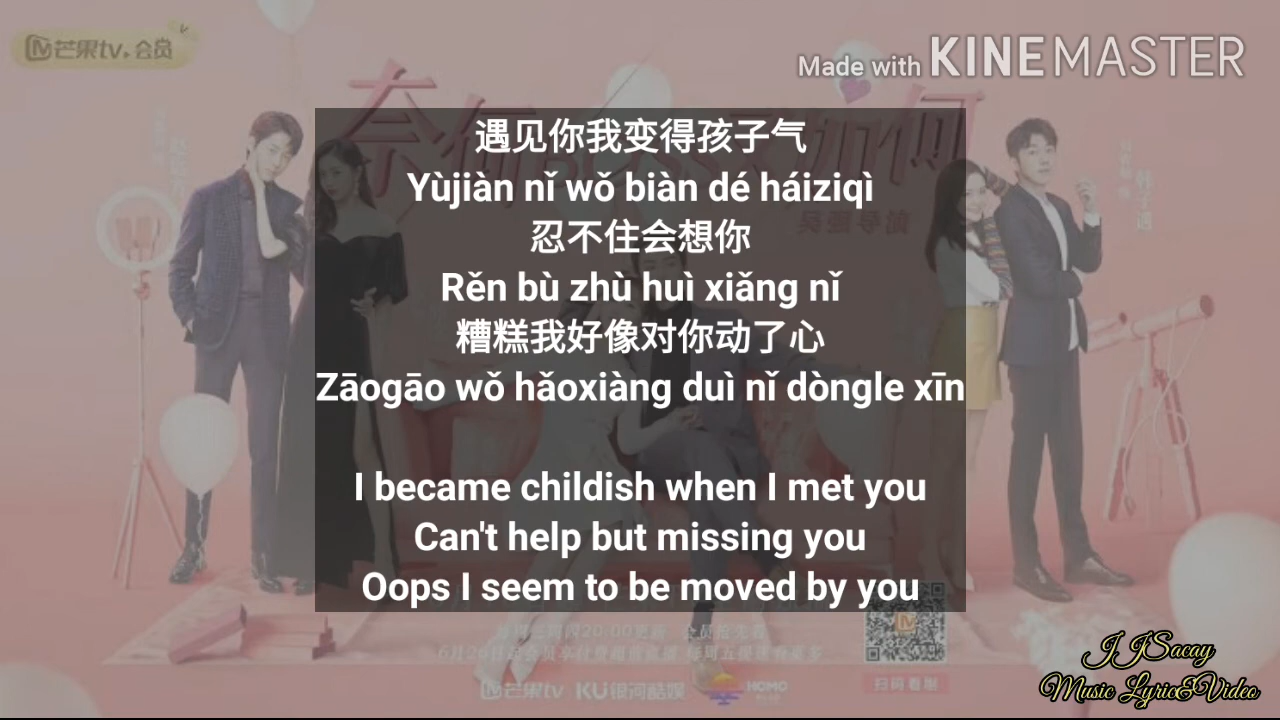 芒果tv.会员
Made with KINEMASTER
遇见你我变得孩子气
Yùjiàn nǐ wǒ biàn dé háiziqì
忍不住会想你
Rěn bù zhù huì xiǎng nǐ
糟糕我好像对你动了心
Zāogāo wǒ hǎoxiàng duì nǐ dòngle xīn
I became childish when I met you
Can't help but missing you
Oops I seem to be moved by you
芒果tv KU银河酷娱
扫码看剧
JJSacay
Music Lyric&Video